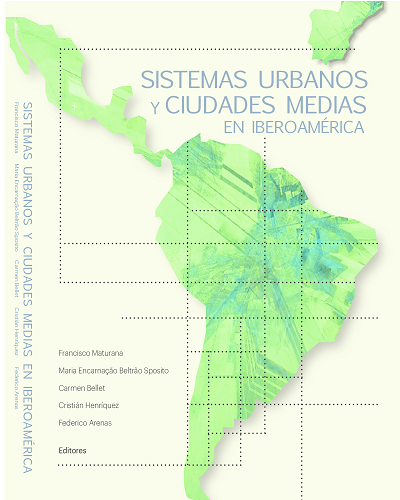 SISTEMAS URBANOS
Y CIUDADES MEDIAS
EN IBEROAMÉRICA
Francisco Maturana
Maria Encarnação Beltrão Sposito
Carmen Bellet
Cristián Henríquez
Federico Arenas
Editores
SISTEMAS URBANOS Y CIUDADES MEDIAS EN IBEROAMÉRICA
Francisco Maturana Maria Encarnação Beltrão Sposito Carmen Bellet Cristián Henríquez Federico Arenas